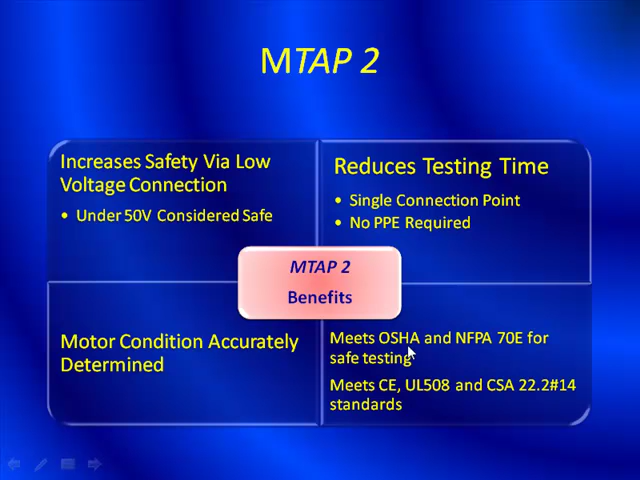 MTAP 2
Increases Safety Via Low
Voltage Connection
• Under 50V Considered Safe
Reduces Testing Time
• Single Connection Point
• No PPE Required
MTAP 2
Benefits
Motor Condition Accurately
Determined
Meets OSHA and NFPA 70E for
safe testing
Meets CE, UL508 and CSA 22.2#14
standards